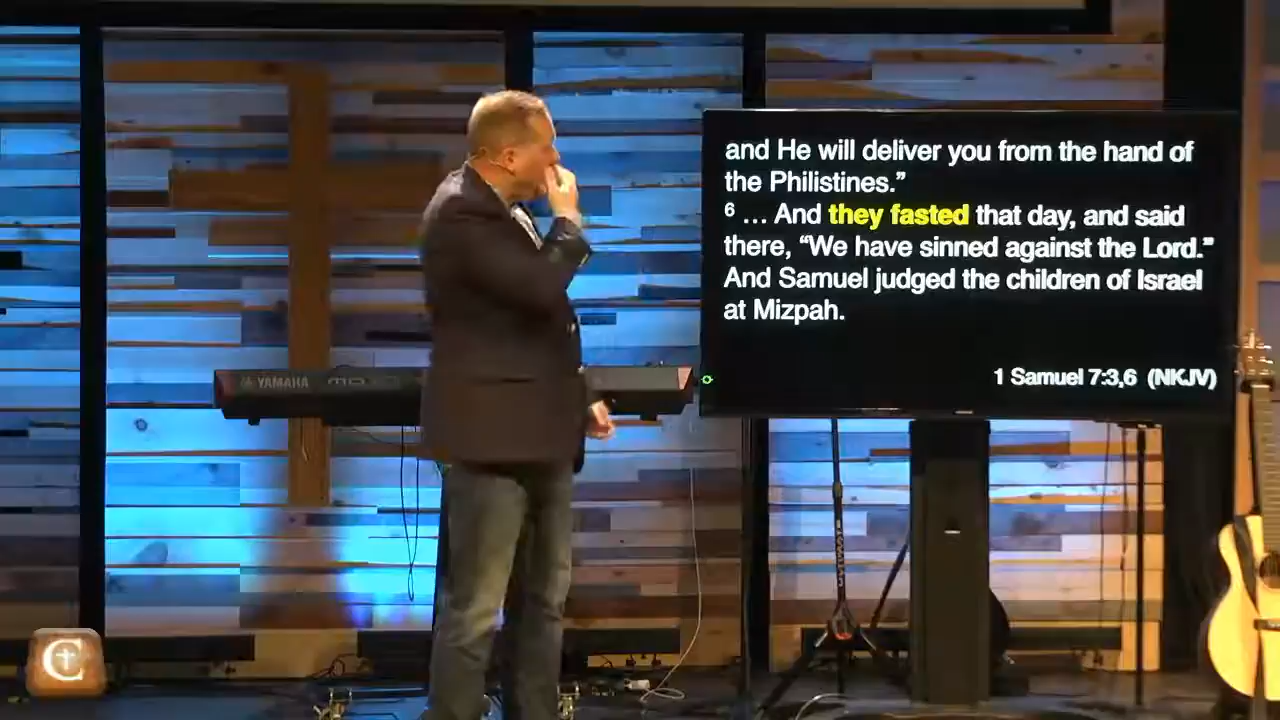 and He will deliver you from the hand of
the Philistines.”
6 ... And they fasted that day, and said
there, “We have sinned against the Lord.”
And Samuel judged the children of Israel
at Mizpah.
1 Samuel 7:3,6 (NKJV)
YAMAHA
C